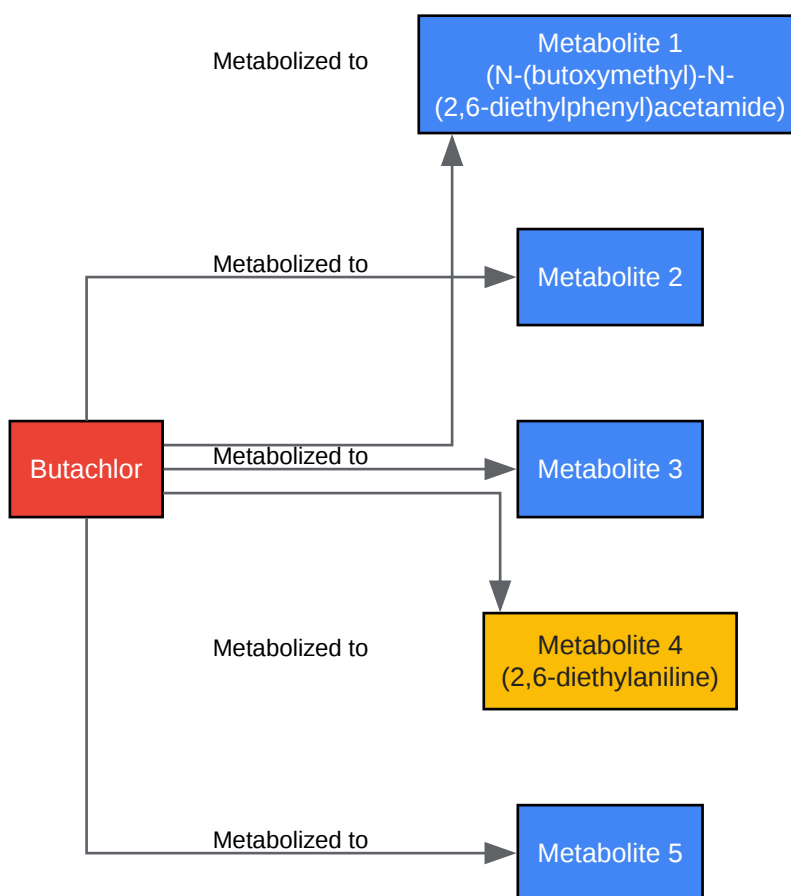 Metabolized to
Metabolite 1
(N-(butoxymethyl)-N-
(2,6-diethylphenyl)acetamide)
Metabolized to
Metabolite 2
Butachlor
Metabolized to
Metabolite 3
Metabolized to
Metabolite 4
(2,6-diethylaniline)
Metabolized to
Metabolite 5